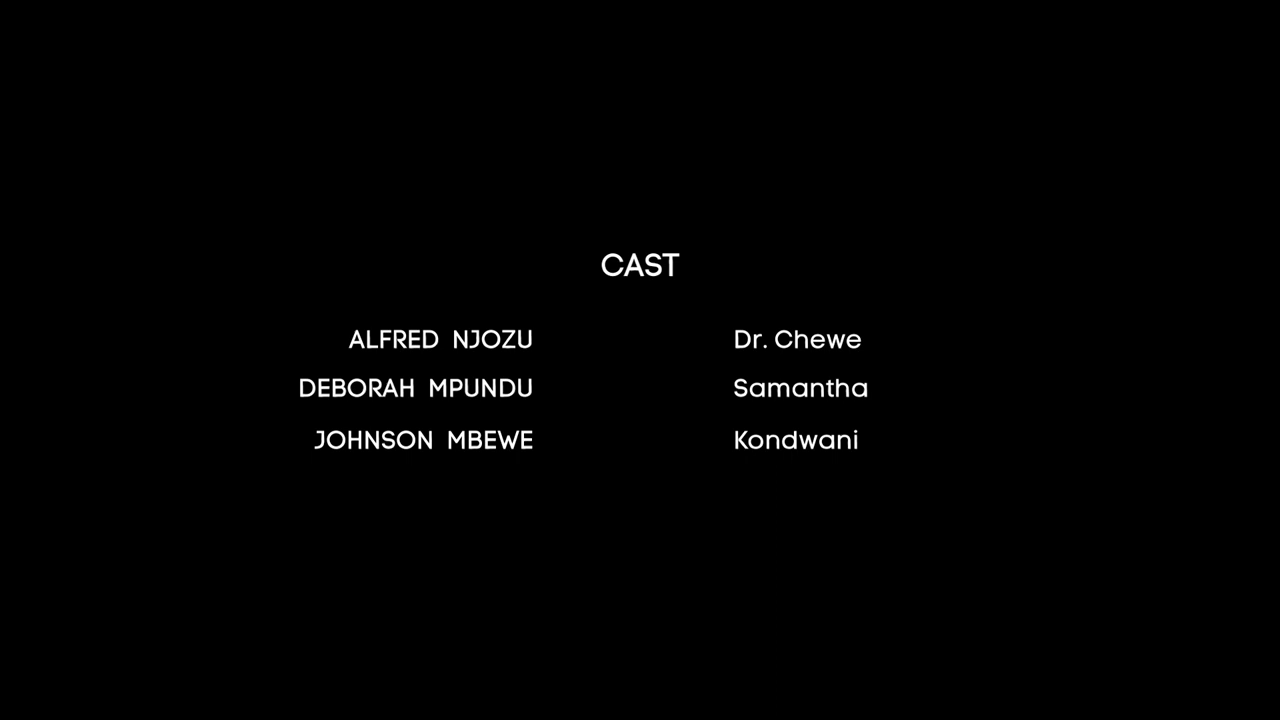 CAST
ALFRED NJOZU Dr. Chewe
DEBORAH MPUNDU Samantha
JOHNSON MBEWE Kondwani